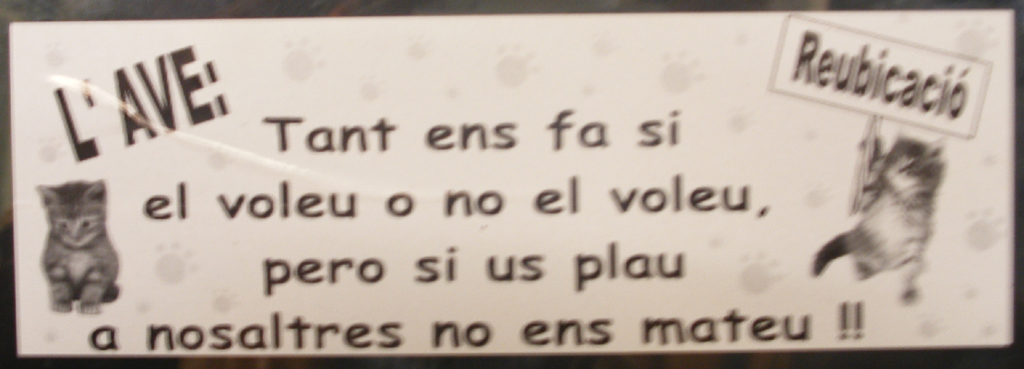 L'AVE:
Reubicació
Tant ens fa si
el voleu o no el voleu,
pero si us plau
a nosaltres no ens mateu !!